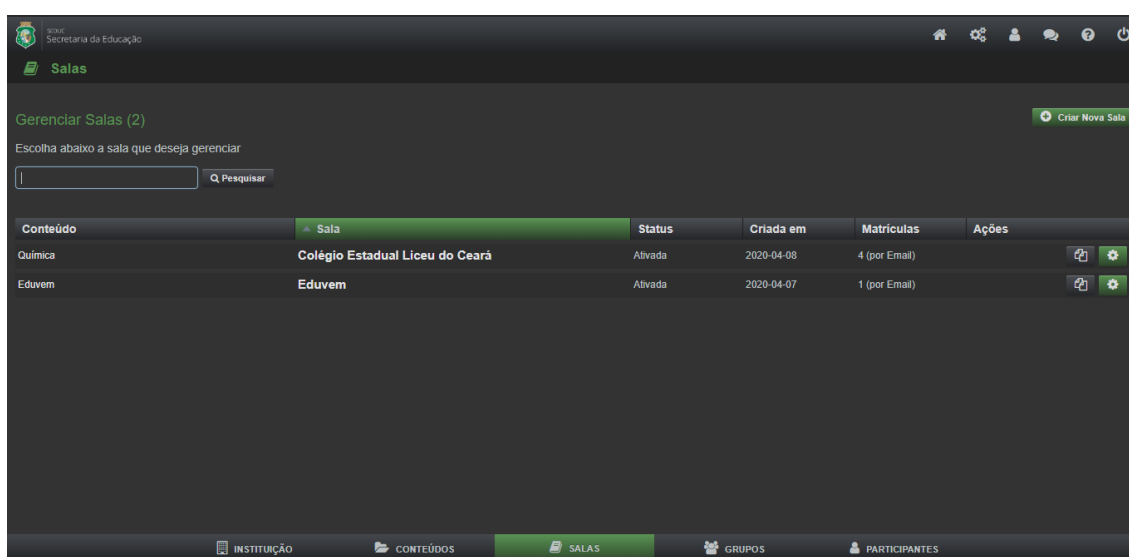 SEDUC
Secretaria da Educação
Salas
Gerenciar Salas (2)
Criar Nova Sala
Escolha abaixo a sala que deseja gerenciar
Pesquisar
Conteúdo Sala Status Criada em Matrículas Ações
Química Colégio Estadual Liceu do Ceará Ativada 2020-04-08 4 (por Email)
Eduvem Eduvem Ativada 2020-04-07 1 (por Email)
INSTITUIÇÃO CONTEÚDOS SALAS GRUPOS PARTICIPANTES